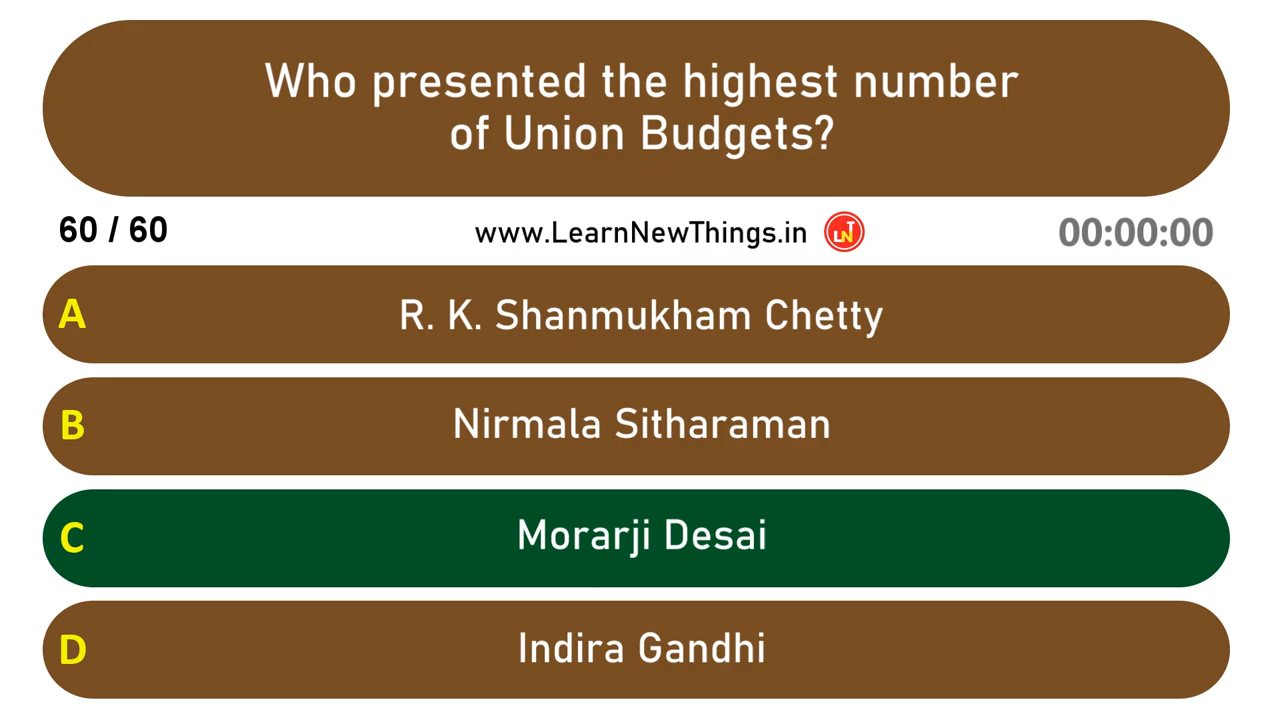 Who presented the highest number
of Union Budgets?
60 / 60
www.LearnNewThings.in
LNT
00:00:00
A
R. K. Shanmukham Chetty
B
Nirmala Sitharaman
C
Morarji Desai
D
Indira Gandhi